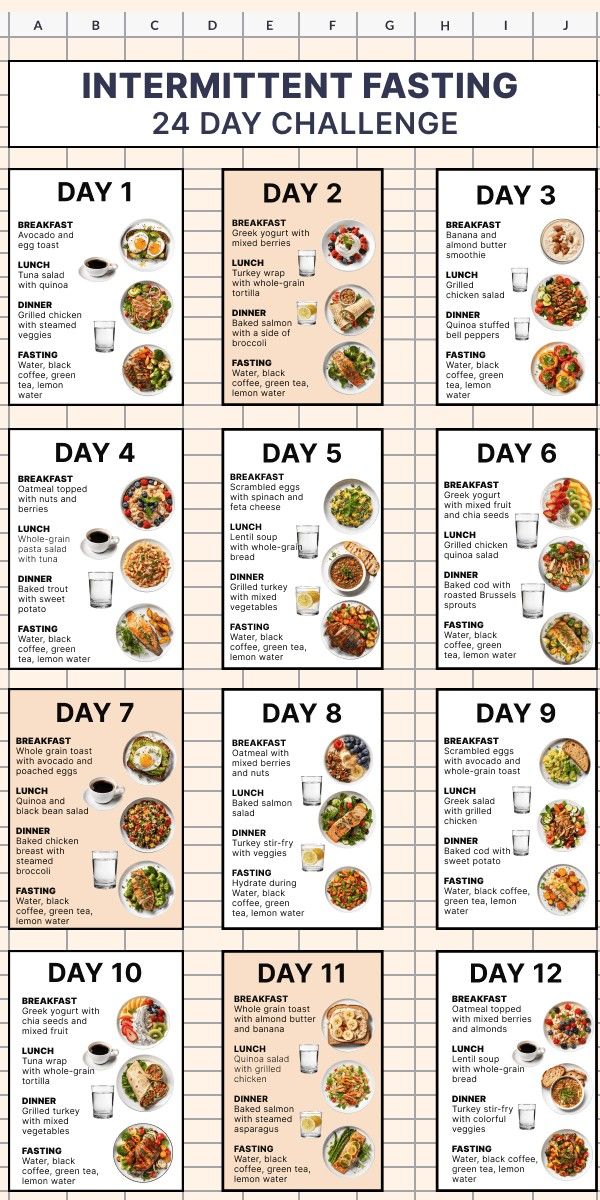 A B C D E F G H I J
INTERMITTENT FASTING
24 DAY CHALLENGE
DAY 1
BREAKFAST
Avocado and
egg toast
LUNCH
Tuna salad
with quinoa
DINNER
Grilled chicken
with steamed
veggies
FASTING
Water, black
coffee, green
tea, lemon
water
DAY 2
BREAKFAST
Greek yogurt with
mixed berries
LUNCH
Turkey wrap
with whole-grain
tortilla
DINNER
Baked salmon
with a side of
broccoli
FASTING
Water, black
coffee, green tea,
lemon water
DAY 3
BREAKFAST
Banana and
almond butter
smoothie
LUNCH
Grilled
chicken salad
DINNER
Quinoa stuffed
bell peppers
FASTING
Water, black
coffee, green
tea, lemon
water
DAY 4
BREAKFAST
Oatmeal topped
with nuts and
berries
LUNCH
Whole-grain
pasta salad
with tuna
DINNER
Baked trout
with sweet
potato
FASTING
Water, black
coffee, green
tea, lemon water
DAY 5
BREAKFAST
Scrambled eggs
with spinach and
feta cheese
LUNCH
Lentil soup
with whole-grain
bread
DINNER
Grilled turkey
with mixed
vegetables
FASTING
Water, black
coffee, green
tea, lemon water
DAY 6
BREAKFAST
Greek yogurt
with mixed fruit
and chia seeds
LUNCH
Grilled chicken
quinoa salad
DINNER
Baked cod with
roasted Brussels
sprouts
FASTING
Water, black
coffee, green
tea, lemon water
DAY 7
BREAKFAST
Whole grain toast
with avocado and
poached eggs
LUNCH
Quinoa and
black bean salad
DINNER
Baked chicken
breast with
steamed
broccoli
FASTING
Water, black
coffee, green tea,
lemon water
DAY 8
BREAKFAST
Oatmeal with
mixed berries
and nuts
LUNCH
Baked salmon
salad
DINNER
Turkey stir-fry
with veggies
FASTING
Hydrate during
Water, black
coffee, green
tea, lemon water
DAY 9
BREAKFAST
Scrambled eggs
with avocado and
whole-grain toast
LUNCH
Greek salad
with grilled
chicken
DINNER
Baked cod with
sweet potato
FASTING
Water, black coffee,
green tea, lemon
water
DAY 10
BREAKFAST
Greek yogurt with
chia seeds and
mixed fruit
LUNCH
Tuna wrap
with whole-grain
tortilla
DINNER
Grilled turkey
with mixed
vegetables
FASTING
Water, black
coffee, green tea,
lemon water
DAY 11
BREAKFAST
Whole grain toast
with almond butter
and banana
LUNCH
Quinoa salad
with grilled
chicken
DINNER
Baked salmon
with steamed
asparagus
FASTING
Water, black
coffee, green tea,
lemon water
DAY 12
BREAKFAST
Oatmeal topped
with mixed berries
and almonds
LUNCH
Lentil soup
with whole-grain
bread
DINNER
Turkey stir-fry
with colorful
veggies
FASTING
Water, black coffee,
green tea, lemon
water